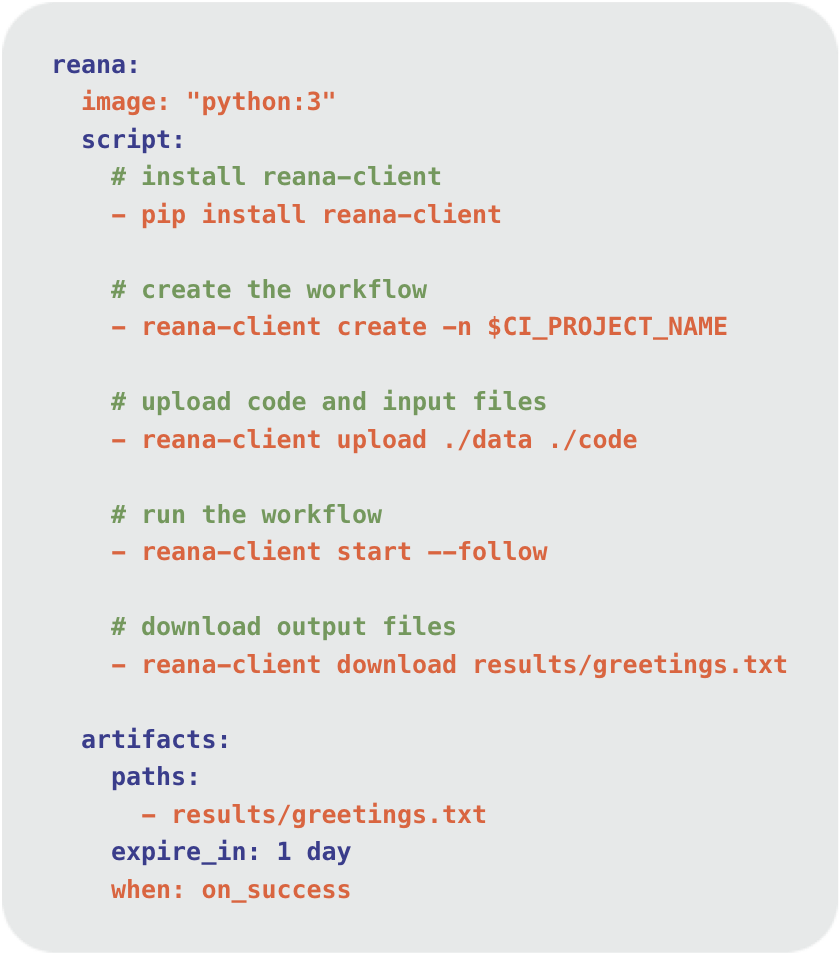 reana:
  image: "python:3"
  script:
    # install reana-client
    - pip install reana-client

    # create the workflow
    - reana-client create -n $CI_PROJECT_NAME

    # upload code and input files
    - reana-client upload ./data ./code

    # run the workflow
    - reana-client start --follow

    # download output files
    - reana-client download results/greetings.txt

  artifacts:
    paths:
      - results/greetings.txt
    expire_in: 1 day
    when: on_success